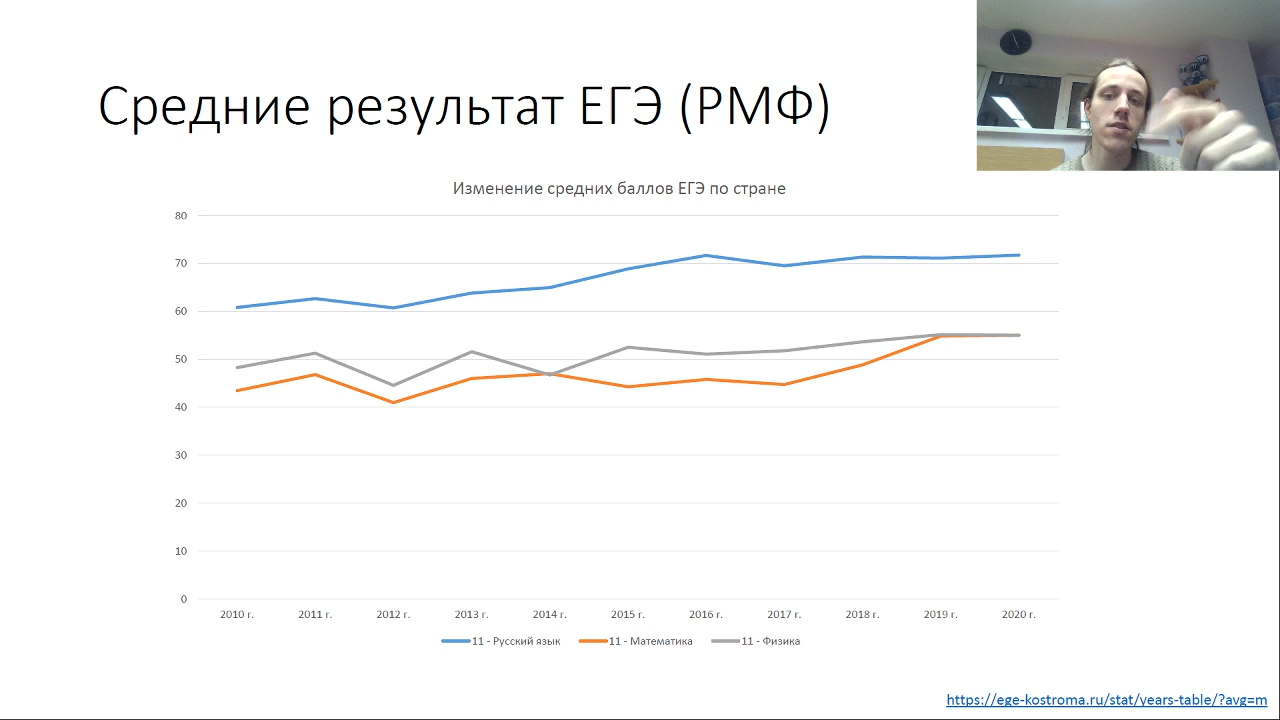 Средние результат ЕГЭ (РМФ)
Изменение средних баллов ЕГЭ по стране
80
70
60
50
40
30
20
10
0
2010 г. 2011 г. 2012 г. 2013 г. 2014 г. 2015 г. 2016 г. 2017 г. 2018 г. 2019 г. 2020 г.
11 - Русский язык 11 - Математика 11 - Физика
https://ege-kostroma.ru/stat/years-table/?avg=m